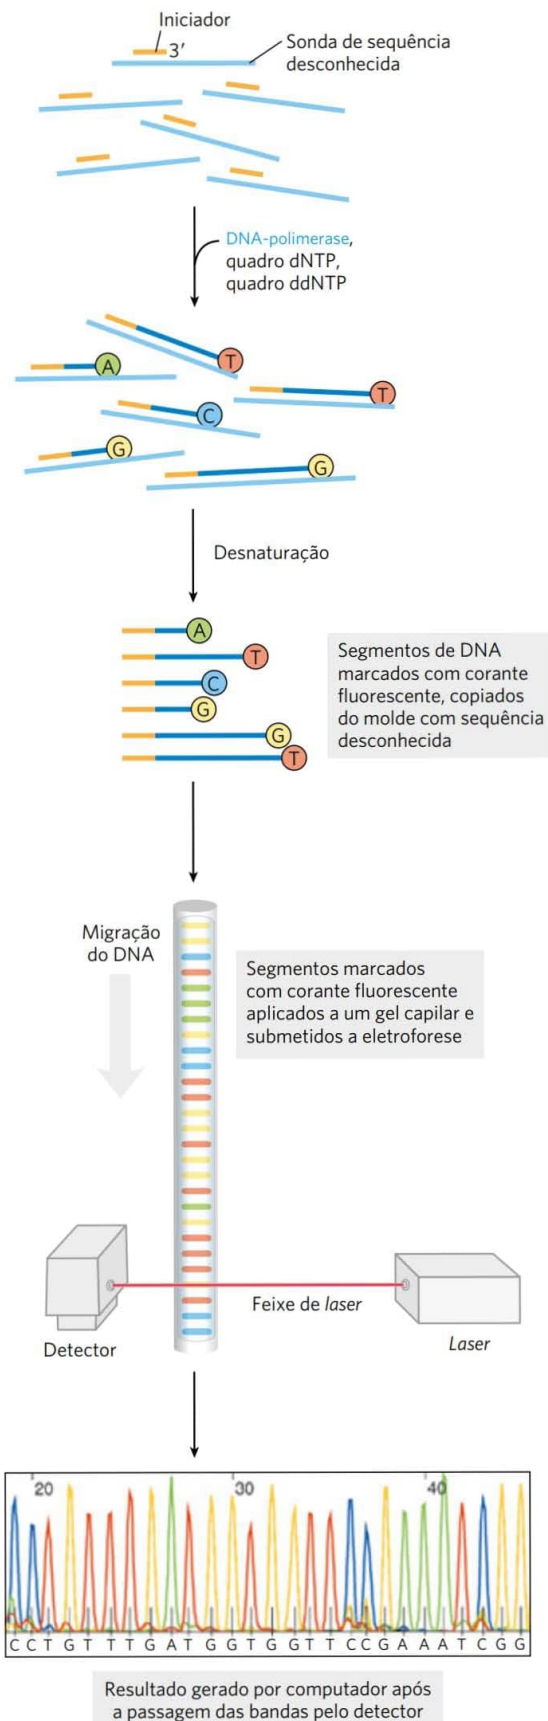 Iniciador
3'
Sonda de sequência
desconhecida
DNA-polimerase,
quadro dNTP,
quadro ddNTP
A
T
T
C
G
G
Desnaturação
A
T
C
G
G
T
Segmentos de DNA
marcados com corante
fluorescente, copiados
do molde com sequência
desconhecida
Migração
do DNA
Segmentos marcados
com corante fluorescente
aplicados a um gel capilar e
submetidos a eletroforese
Feixe de laser
Detector
Laser
20 30 40
C C T G T T T G A T G G T G G T T C C G A A A T C G G
Resultado gerado por computador após
a passagem das bandas pelo detector